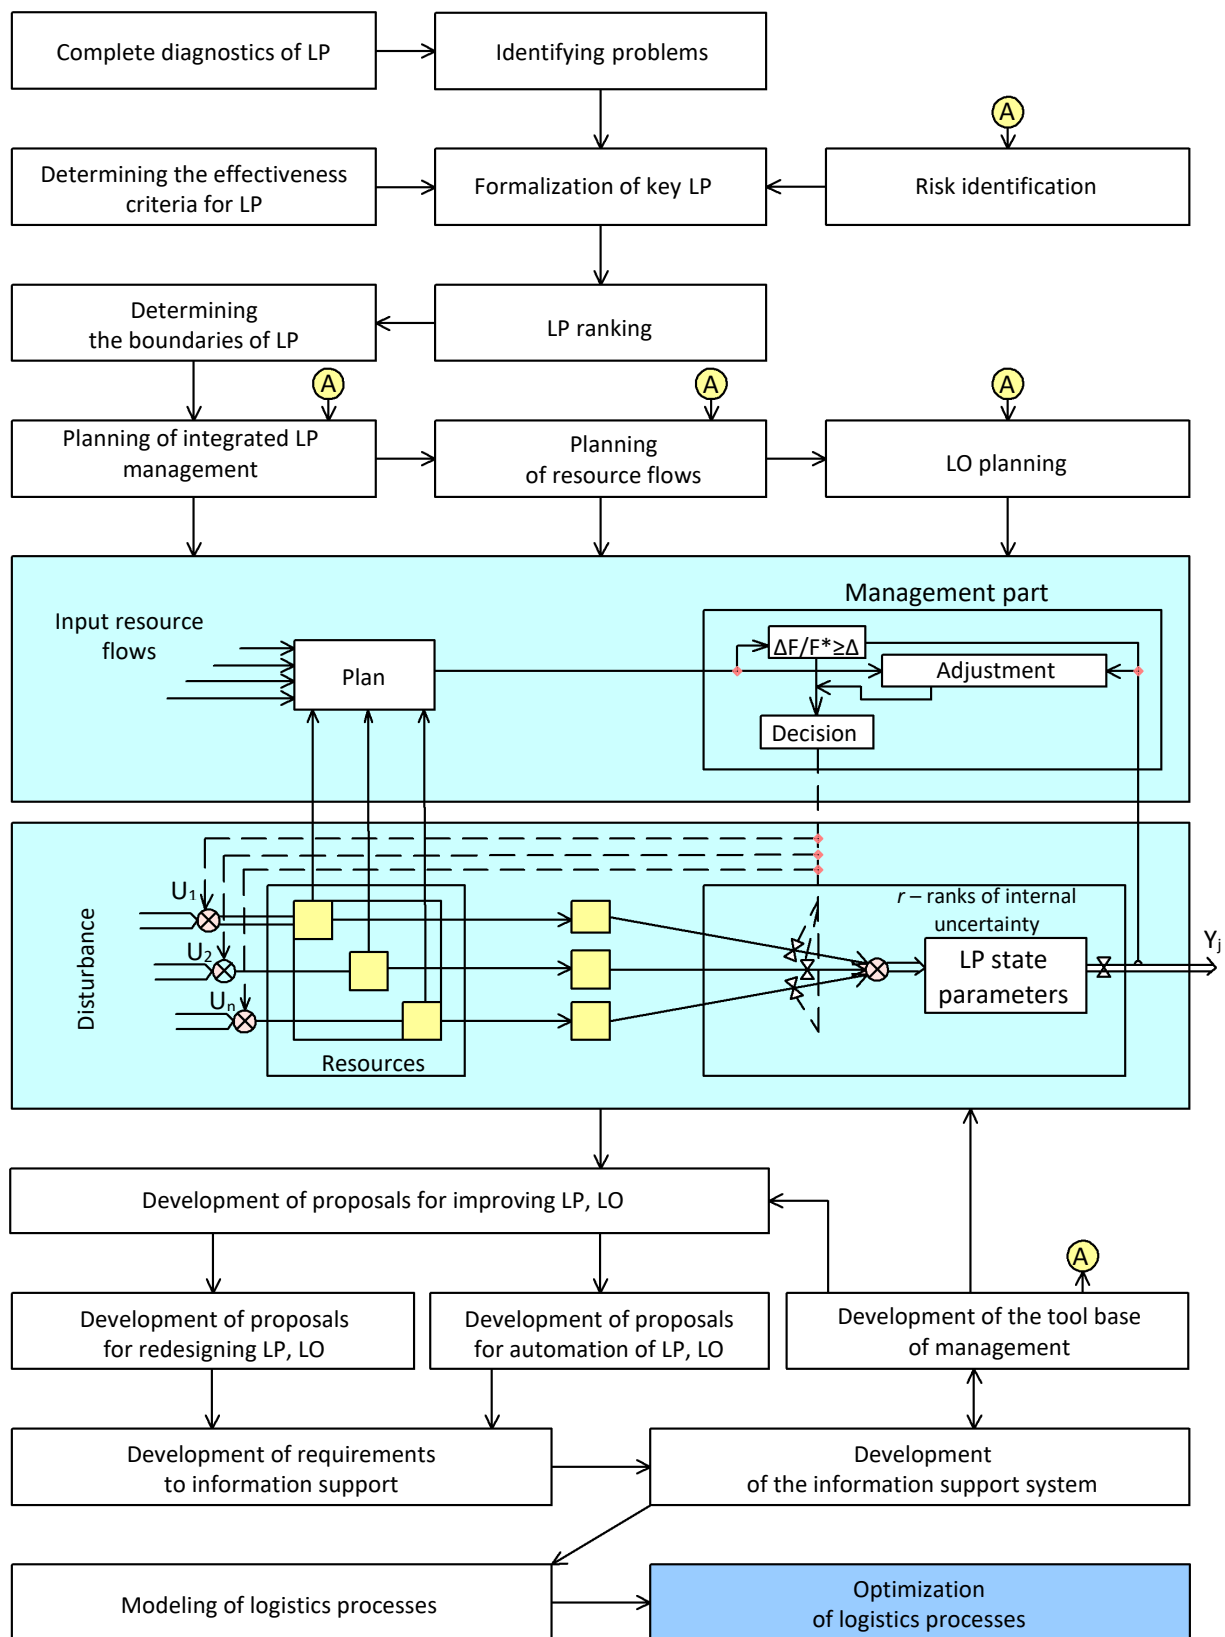 Complete diagnostics of LP
Identifying problems
A
Determining the effectiveness
criteria for LP
Formalization of key LP
Risk identification
Determining
the boundaries of LP
LP ranking
A
A
A
Planning of integrated LP
management
Planning
of resource flows
LO planning
Input resource
flows
Management part
Plan
ΔF/F*≥Δ
Adjustment
Decision
Disturbance
U1
U2
Un
Resources
r – ranks of internal
uncertainty
LP state
parameters
Yj
Development of proposals for improving LP, LO
A
Development of proposals
for redesigning LP, LO
Development of proposals
for automation of LP, LO
Development of the tool base
of management
Development of requirements
to information support
Development
of the information support system
Modeling of logistics processes
Optimization
of logistics processes